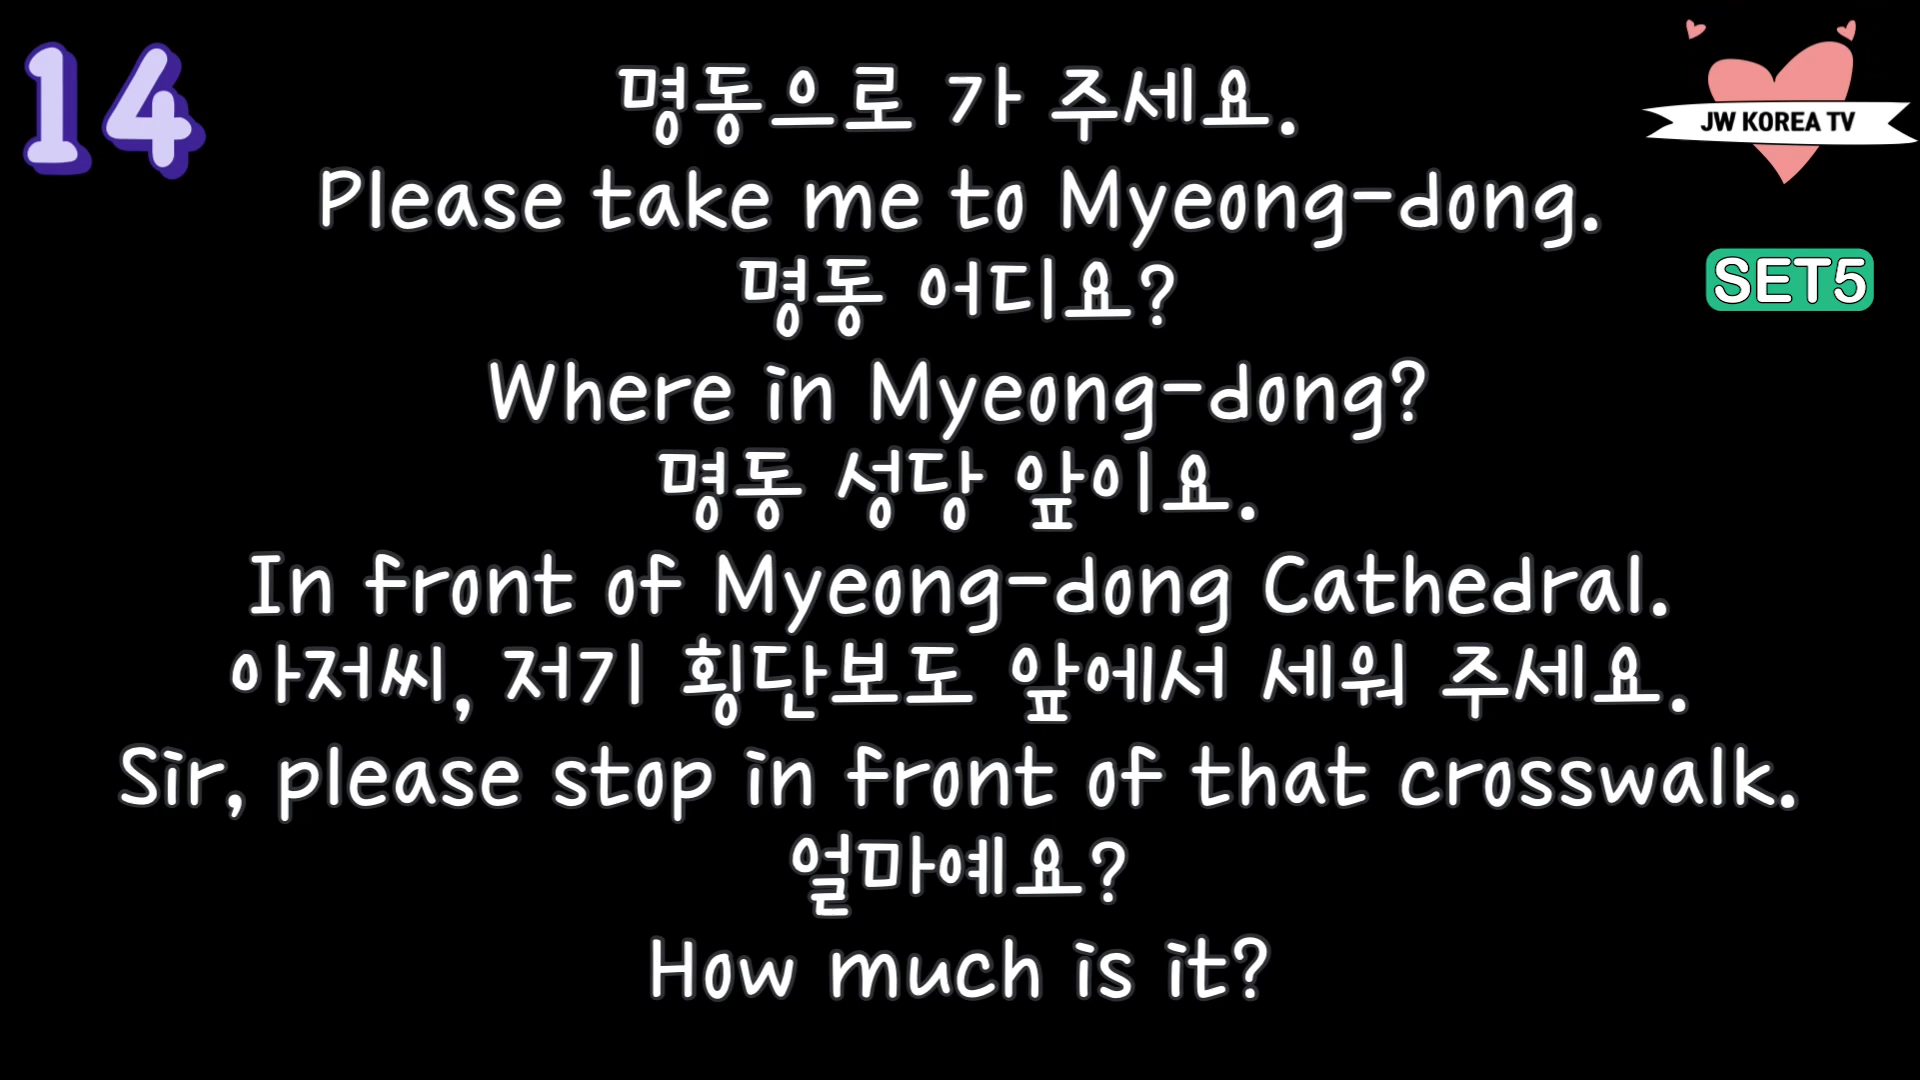 14
명동으로 가 주세요.
JW KOREA TV
Please take me to Myeong-dong.
명동 어디요?
SET5
Where in Myeong-dong?
명동 성당 앞이요.
In front of Myeong-dong Cathedral.
아저씨, 저기 횡단보도 앞에서 세워 주세요.
Sir, please stop in front of that crosswalk.
얼마예요?
How much is it?